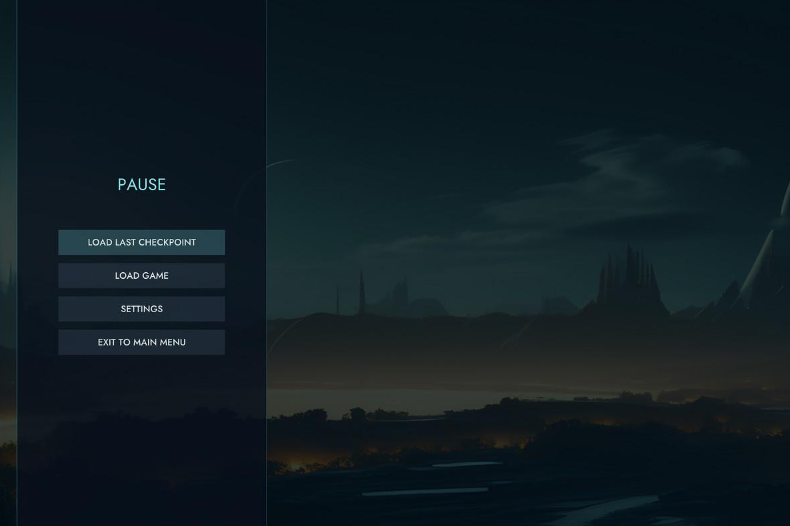 PAUSE
LOAD LAST CHECKPOINT
LOAD GAME
SETTINGS
EXIT TO MAIN MENU